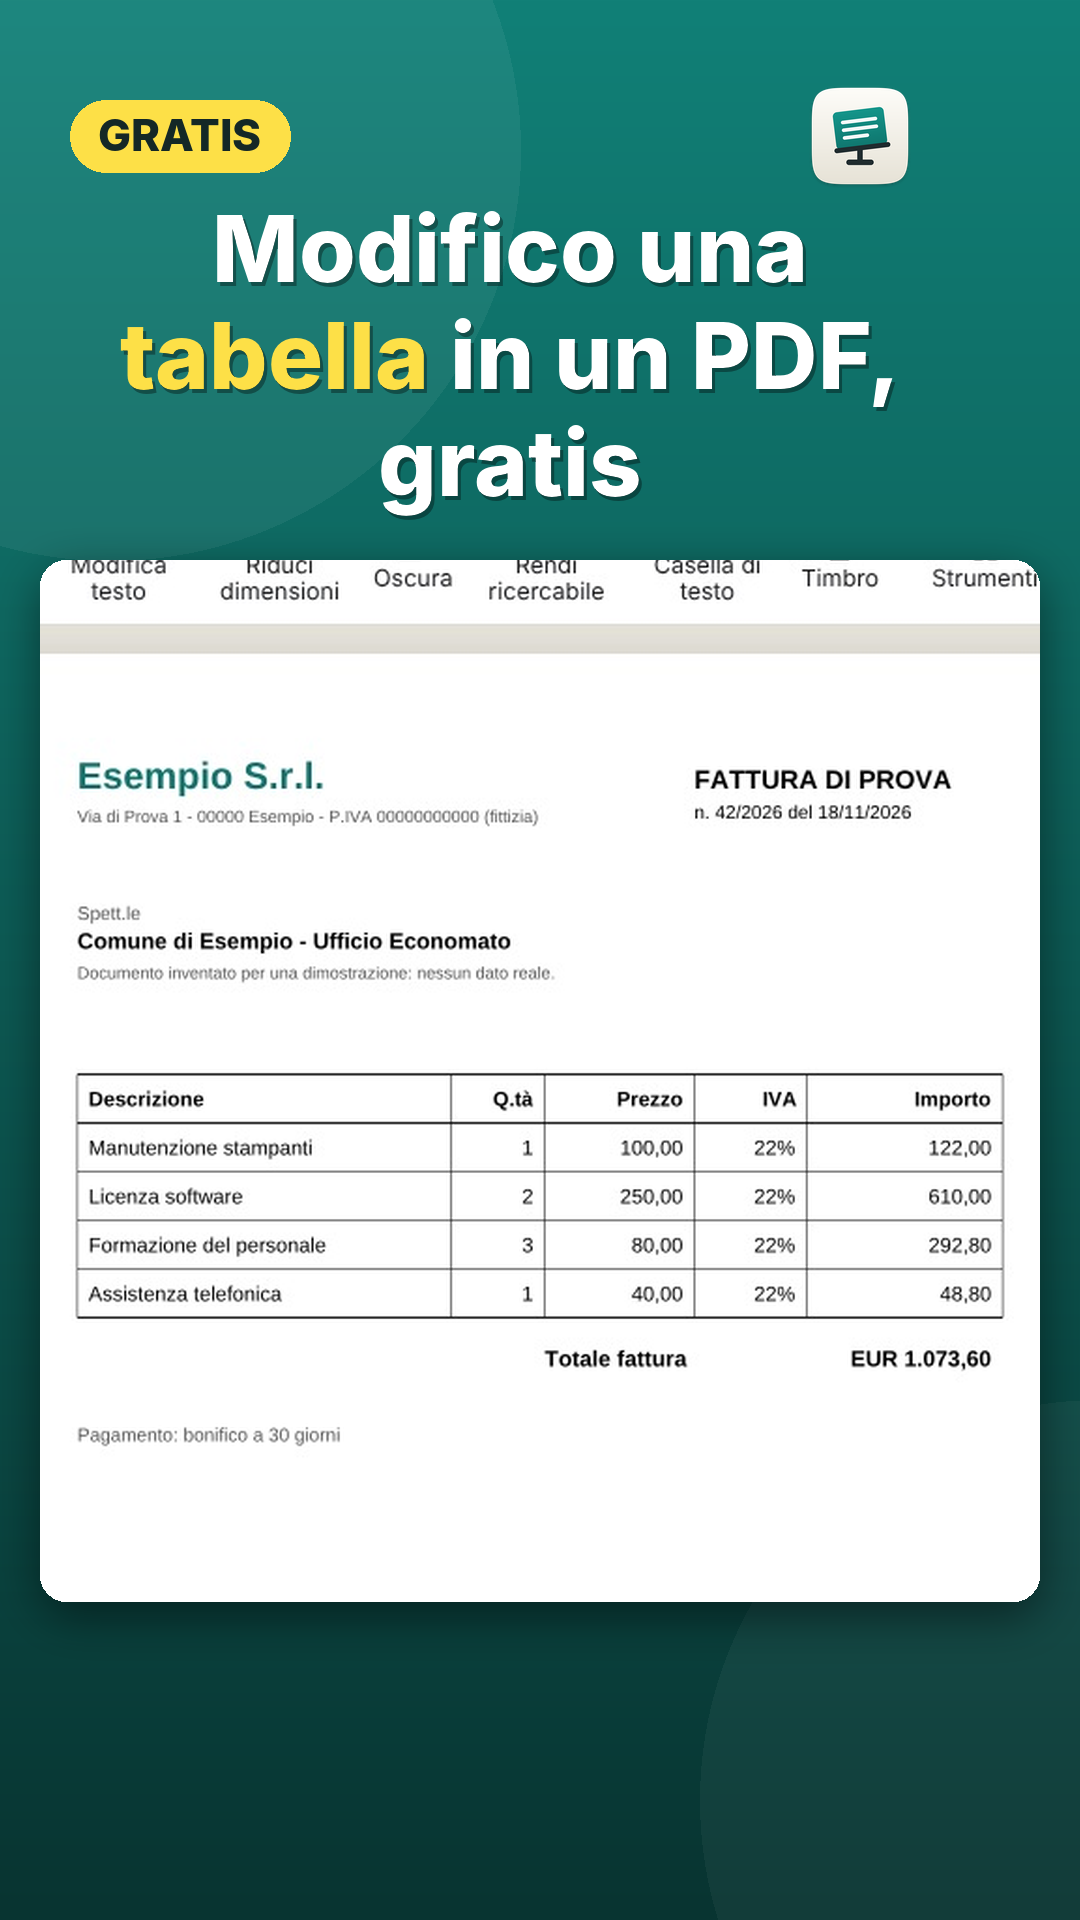 GRATIS
Modifico una
tabella in un PDF,
gratis
Modifica testo
Riduci dimensioni
Oscura
Rendi ricercabile
Casella di testo
Timbro
Strumenti
Esempio S.r.l.
Via di Prova 1 - 00000 Esempio - P.IVA 00000000000 (fittizia)
FATTURA DI PROVA
n. 42/2026 del 18/11/2026
Spett.le
Comune di Esempio - Ufficio Economato
Documento inventato per una dimostrazione: nessun dato reale.
Descrizione Q.tà Prezzo IVA Importo
Manutenzione stampanti 1 100,00 22% 122,00
Licenza software 2 250,00 22% 610,00
Formazione del personale 3 80,00 22% 292,80
Assistenza telefonica 1 40,00 22% 48,80
Totale fattura EUR 1.073,60
Pagamento: bonifico a 30 giorni